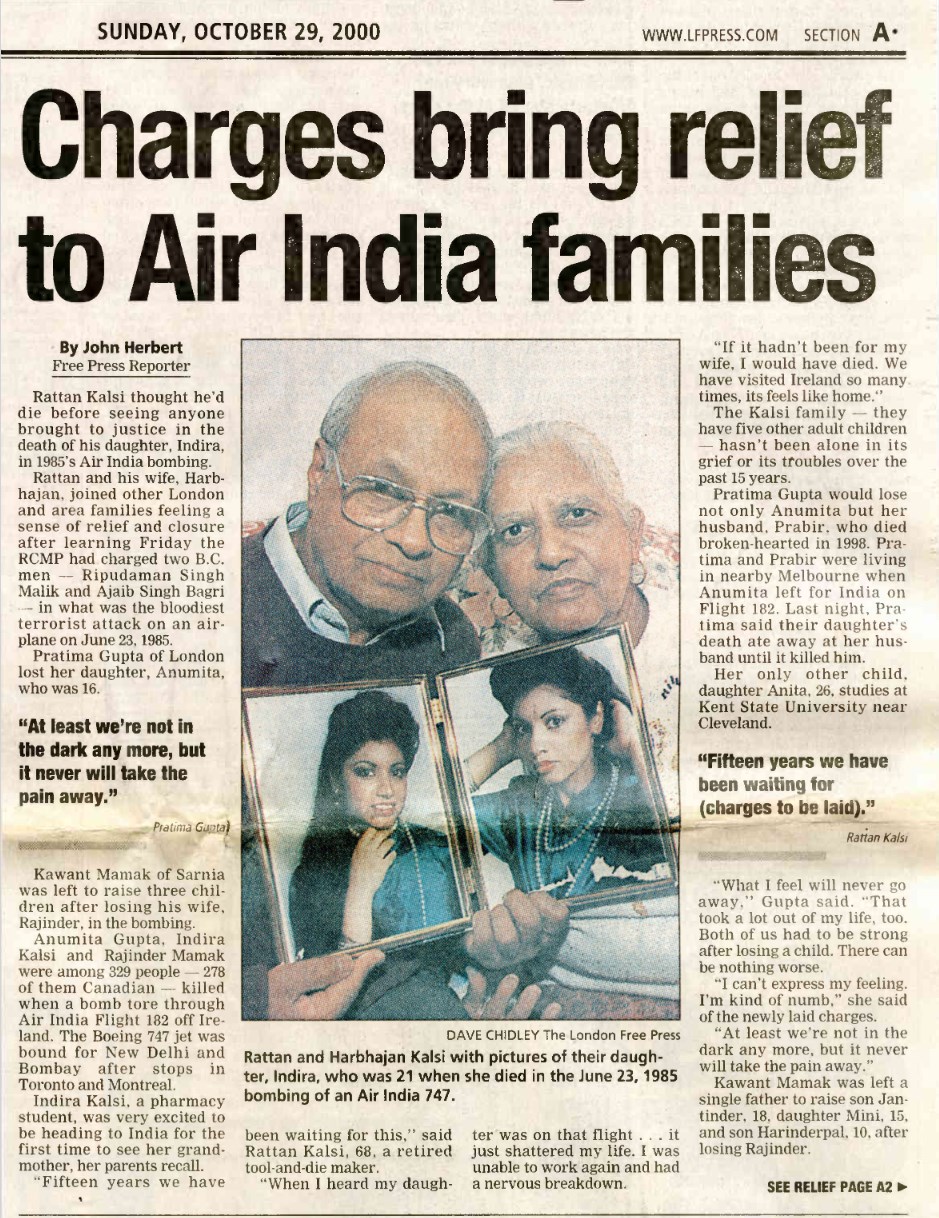 SUNDAY, OCTOBER 29, 2000
WWW.LFPRESS.COM SECTION A•
Charges bring relief
to Air India families
By John Herbert
Free Press Reporter
Rattan Kalsi thought he'd
die before seeing anyone
brought to justice in the
death of his daughter, Indira,
in 1985's Air India bombing.
Rattan and his wife, Harb-
hajan, joined other London
and area families feeling a
sense of relief and closure
after learning Friday the
RCMP had charged two B.C.
men — Ripudaman Singh
Malik and Ajaib Singh Bagri
— in what was the bloodiest
terrorist attack on an air-
plane on June 23, 1985.
Pratima Gupta of London
lost her daughter, Anumita,
who was 16.
“At least we're not in
the dark any more, but
it never will take the
pain away.”
Pratima Gupta
Kawant Mamak of Sarnia
was left to raise three chil-
dren after losing his wife,
Rajinder, in the bombing.
Anumita Gupta, Indira
Kalsi and Rajinder Mamak
were among 329 people — 278
of them Canadian — killed
when a bomb tore through
Air India Flight 182 off Ire-
land. The Boeing 747 jet was
bound for New Delhi and
Bombay after stops in
Toronto and Montreal.
Indira Kalsi, a pharmacy
student, was very excited to
be heading to India for the
first time to see her grand-
mother, her parents recall.
“Fifteen years we have
DAVE CHIDLEY The London Free Press
Rattan and Harbhajan Kalsi with pictures of their daugh-
ter, Indira, who was 21 when she died in the June 23, 1985
bombing of an Air India 747.
been waiting for this,” said
Rattan Kalsi, 68, a retired
tool-and-die maker.
“When I heard my daugh-
ter was on that flight . . . it
just shattered my life. I was
unable to work again and had
a nervous breakdown.
“If it hadn't been for my
wife, I would have died. We
have visited Ireland so many
times, its feels like home.”
The Kalsi family — they
have five other adult children
— hasn't been alone in its
grief or its troubles over the
past 15 years.
Pratima Gupta would lose
not only Anumita but her
husband, Prabir, who died
broken-hearted in 1998. Pra-
tima and Prabir were living
in nearby Melbourne when
Anumita left for India on
Flight 182. Last night, Pra-
tima said their daughter's
death ate away at her hus-
band until it killed him.
Her only other child,
daughter Anita, 26, studies at
Kent State University near
Cleveland.
“Fifteen years we have
been waiting for
(charges to be laid).”
Rattan Kalsi
“What I feel will never go
away,” Gupta said. “That
took a lot out of my life, too.
Both of us had to be strong
after losing a child. There can
be nothing worse.
“I can't express my feeling.
I'm kind of numb,” she said
of the newly laid charges.
“At least we're not in the
dark any more, but it never
will take the pain away.”
Kawant Mamak was left a
single father to raise son Jan-
tinder, 18, daughter Mini, 15,
and son Harinderpal, 10, after
losing Rajinder.
SEE RELIEF PAGE A2 ►